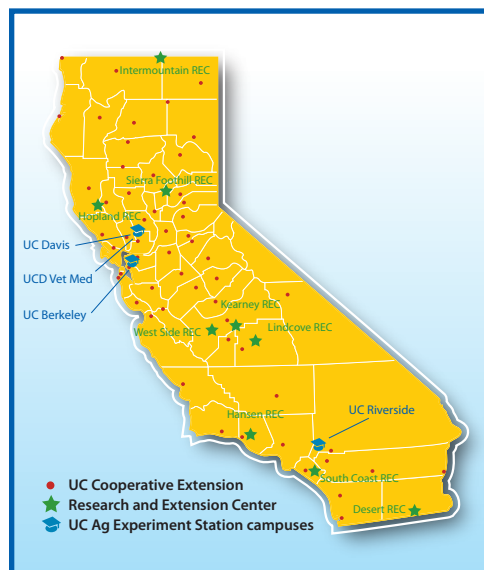 Intermountain REC
Sierra Foothill REC
Hopland REC
UC Davis
UCD Vet Med
UC Berkeley
Kearney REC
West Side REC
Lindcove REC
Hansen REC
UC Riverside
South Coast REC
Desert REC
UC Cooperative Extension
Research and Extension Center
UC Ag Experiment Station campuses